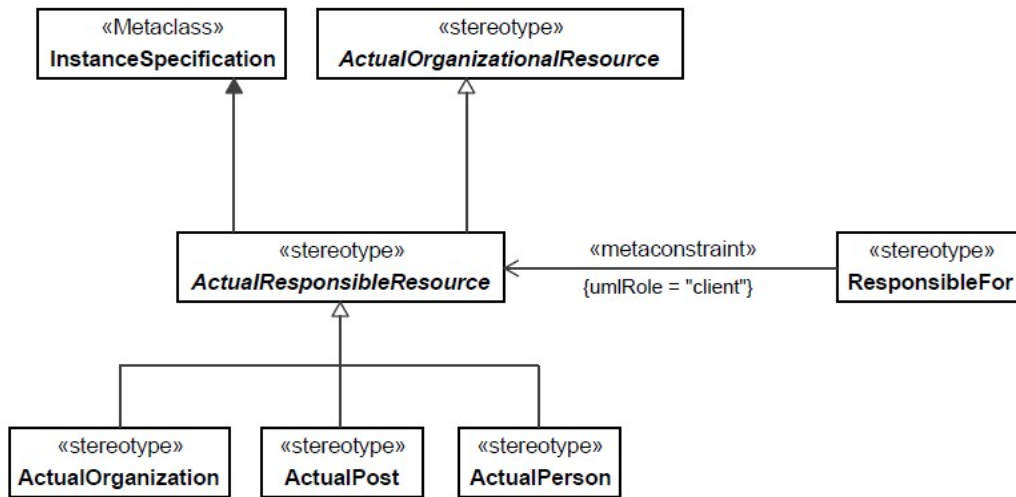 «Metaclass»
InstanceSpecification
«stereotype»
ActualOrganizationalResource
«stereotype»
ActualResponsibleResource
«metaconstraint»
{umlRole = "client"}
«stereotype»
ResponsibleFor
«stereotype»
ActualOrganization
«stereotype»
ActualPost
«stereotype»
ActualPerson